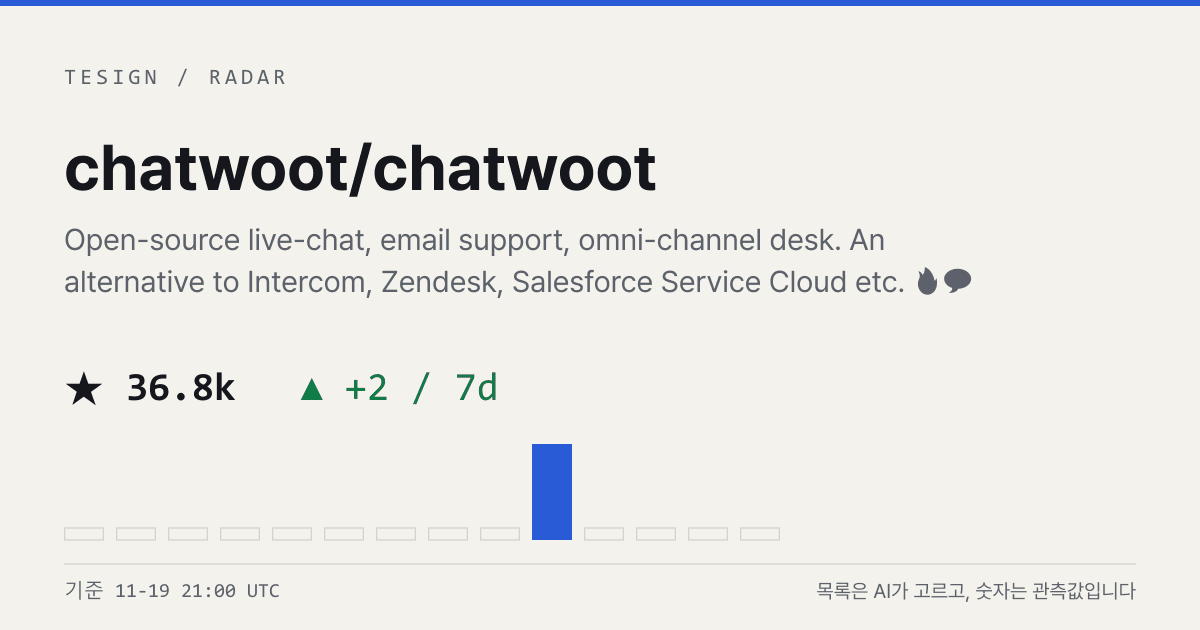 TESIGN / RADAR
chatwoot/chatwoot
Open-source live-chat, email support, omni-channel desk. An
alternative to Intercom, Zendesk, Salesforce Service Cloud etc. 🔥💬
★ 36.8k ▲ +2 / 7d
기준 11-19 21:00 UTC
목록은 AI가 고르고, 숫자는 관측값입니다